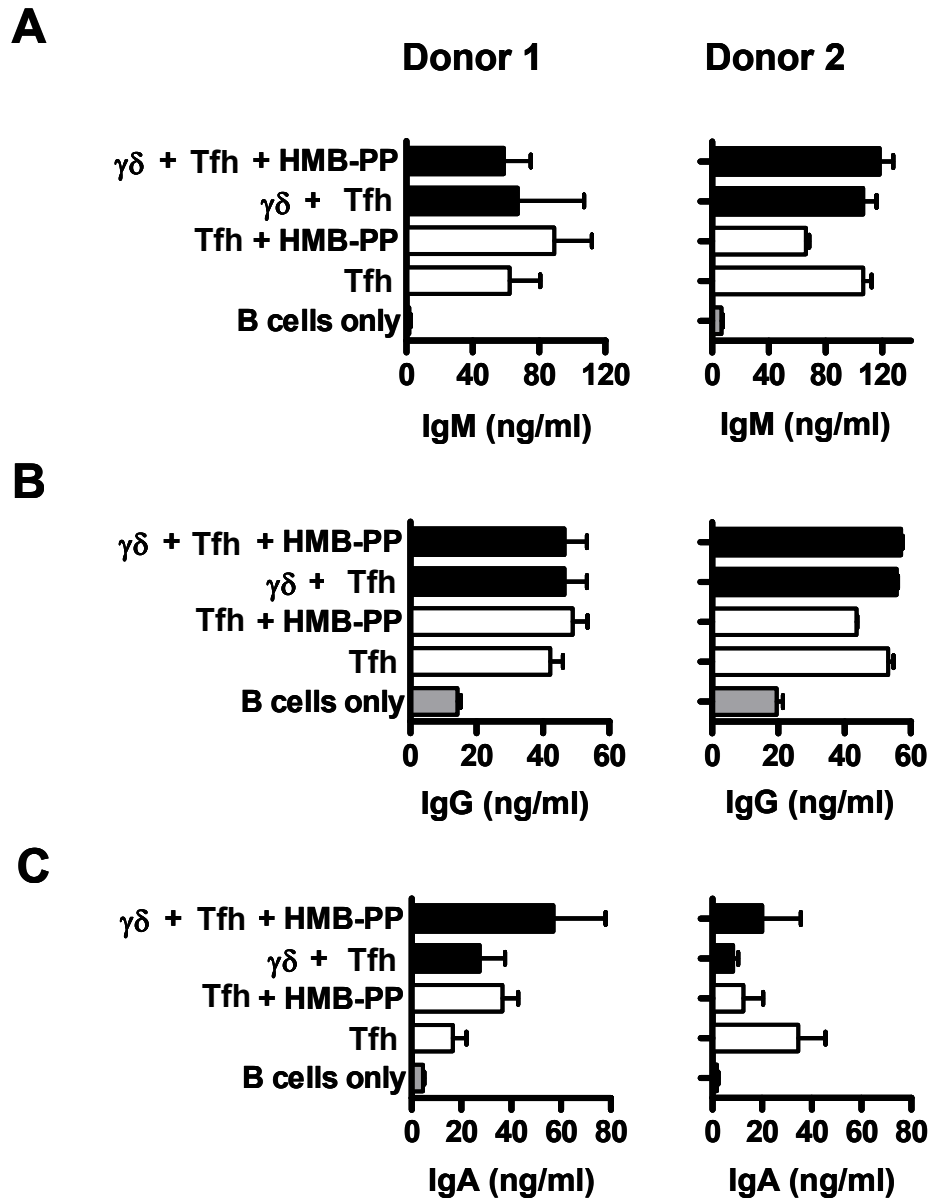 A
Donor 1 Donor 2
γδ + Tfh + HMB-PP
γδ + Tfh
Tfh + HMB-PP
Tfh
B cells only
0 40 80 120 0 40 80 120
IgM (ng/ml) IgM (ng/ml)
B
γδ + Tfh + HMB-PP
γδ + Tfh
Tfh + HMB-PP
Tfh
B cells only
0 20 40 60 0 20 40 60
IgG (ng/ml) IgG (ng/ml)
C
γδ + Tfh + HMB-PP
γδ + Tfh
Tfh + HMB-PP
Tfh
B cells only
0 20 40 60 80 0 20 40 60 80
IgA (ng/ml) IgA (ng/ml)